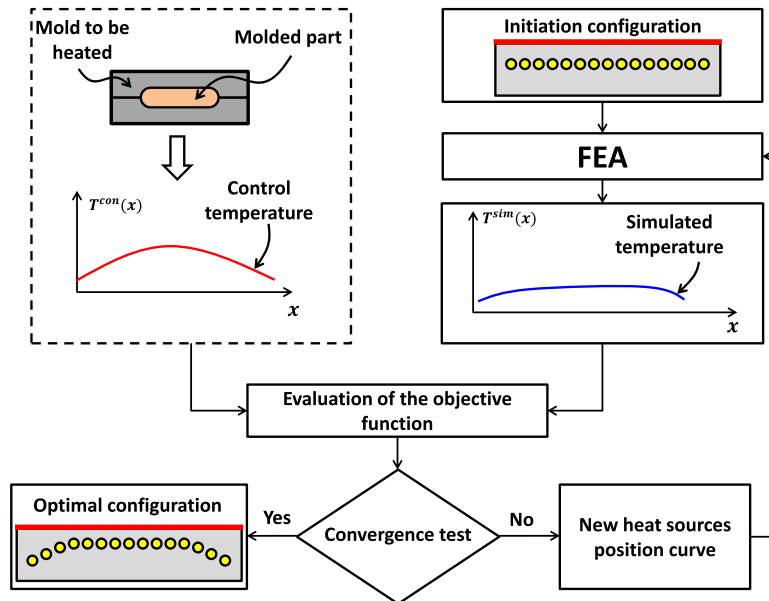 Mold to be
heated
Molded part
T^con(x)
Control
temperature
x
Initiation configuration
FEA
T^sim(x)
Simulated
temperature
x
Evaluation of the objective
function
Optimal configuration
Yes
Convergence test
No
New heat sources
position curve